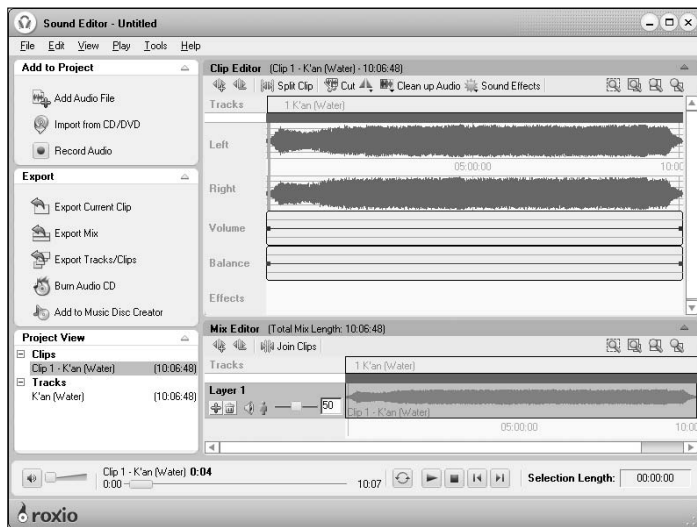 Sound Editor - Untitled
File Edit View Play Tools Help
Add to Project
Add Audio File
Import from CD/DVD
Record Audio
Export
Export Current Clip
Export Mix
Export Tracks/Clips
Burn Audio CD
Add to Music Disc Creator
Project View
Clips
Clip 1 - K'an (Water) (10:06:48)
Tracks
K'an (Water) (10:06:48)
Clip Editor (Clip 1 - K'an (Water) - 10:06:48)
Split Clip Cut Clean up Audio Sound Effects
Tracks 1 K'an (Water)
Left
05:00:00 10:00
Right
Volume
Balance
Effects
Mix Editor (Total Mix Length: 10:06:48)
Join Clips
Tracks 1 K'an (Water)
Layer 1
50
Clip 1 - K'an (Water)
05:00:00 10:00
Clip 1 - K'an (Water) 0:04
0:00 10:07
Selection Length: 00:00:00
roxio